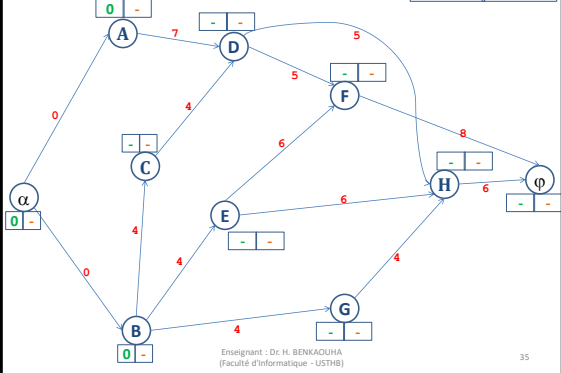 0 -
A
7
- -
D
5
5
- -
F
0
4
- -
C
6
8
- -
H
6
φ
- -
α
0 -
E
6
- -
4
4
0
4
G
- -
4
B
0 -
Enseignant : Dr. H. BENKAOUHA
(Faculté d'Informatique - USTHB)
35